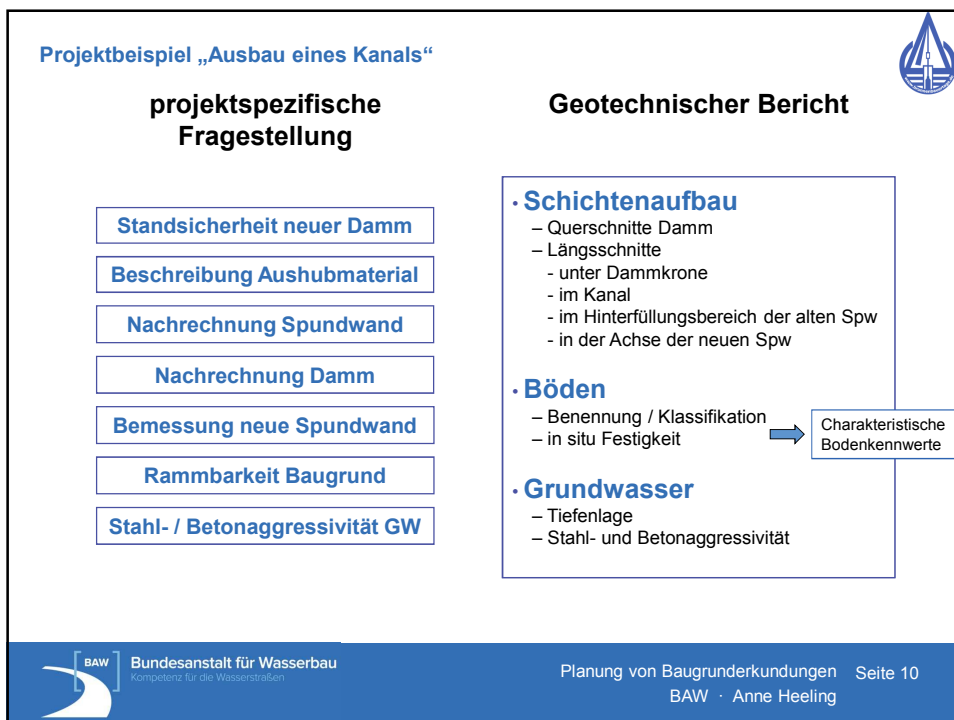 Projektbeispiel „Ausbau eines Kanals“
projektspezifische
Fragestellung
Standsicherheit neuer Damm
Beschreibung Aushubmaterial
Nachrechnung Spundwand
Nachrechnung Damm
Bemessung neue Spundwand
Rammbarkeit Baugrund
Stahl- / Betonaggressivität GW
Geotechnischer Bericht
• Schichtenaufbau
– Querschnitte Damm
– Längsschnitte
- unter Dammkrone
- im Kanal
- im Hinterfüllungsbereich der alten Spw
- in der Achse der neuen Spw
• Böden
– Benennung / Klassifikation
– in situ Festigkeit
Charakteristische
Bodenkennwerte
• Grundwasser
– Tiefenlage
– Stahl- und Betonaggressivität
BAW
Bundesanstalt für Wasserbau
Kompetenz für die Wasserstraßen
Planung von Baugrunderkundungen Seite 10
BAW · Anne Heeling